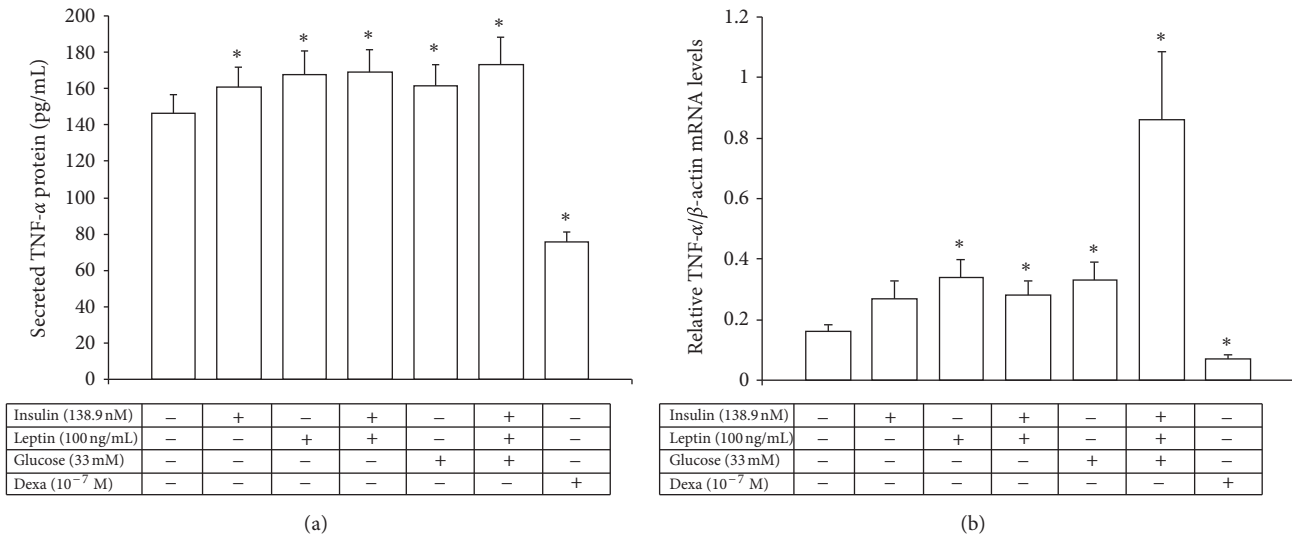 200
180
160
140
120
100
80
60
40
20
0
Secreted TNF-α protein (pg/mL)
* * * * * *
Insulin (138.9 nM) − + − + − + −
Leptin (100 ng/mL) − − + + − + −
Glucose (33 mM) − − − − + + −
Dexa (10⁻⁷ M) − − − − − − +
(a)
1.2
1
0.8
0.6
0.4
0.2
0
Relative TNF-α/β-actin mRNA levels
* * * * *
Insulin (138.9 nM) − + − + − + −
Leptin (100 ng/mL) − − + + − + −
Glucose (33 mM) − − − − + + −
Dexa (10⁻⁷ M) − − − − − − +
(b)